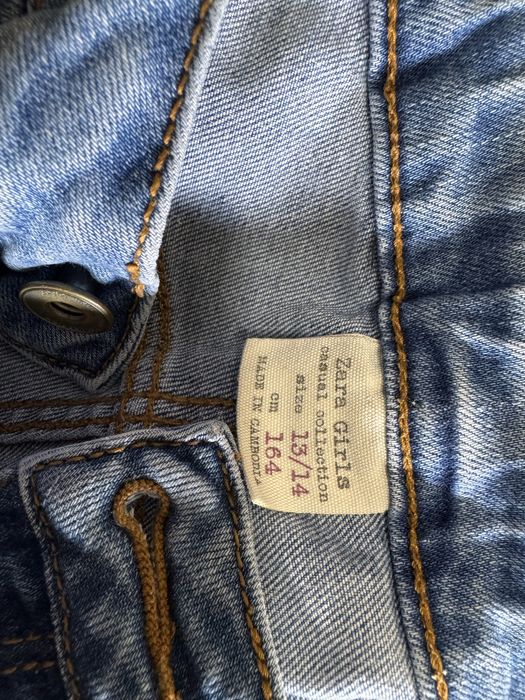 Zara Girls
casual collection
size 13/14
cm 164
MADE IN CAMBODIA